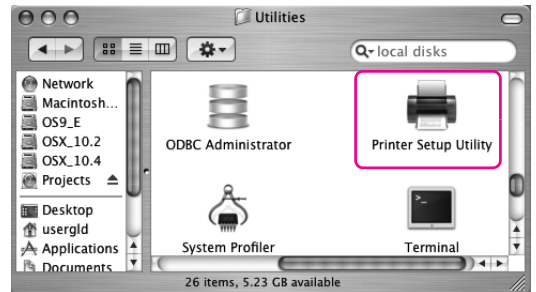 Utilities
local disks
Network
Macintosh...
OS9_E
OSX_10.2
OSX_10.4
Projects
Desktop
usergld
Applications
Documents
ODBC Administrator
Printer Setup Utility
System Profiler
Terminal
26 items, 5.23 GB available